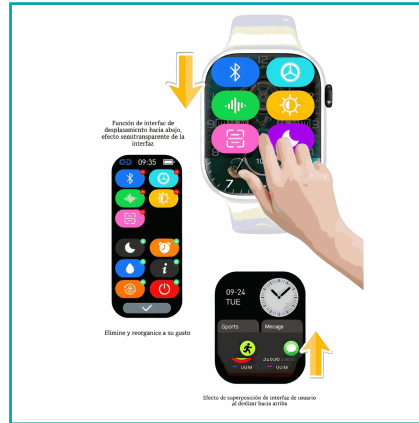 Función de interfaz de
desplasamiento hacia abajo,
efecto semitransparente de la
interfaz
09:35
Elimine y reorganice a su gusto
09-24
TUE
Sports
Message
Efecto de superposición de interfaz de usuario
al deslizar hacia arriba